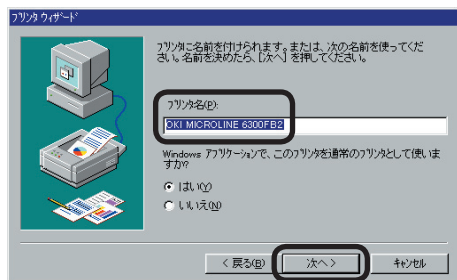 プリンタ ウィザード
プリンタに名前を付けられます。または、次の名前を使ってくだ
さい。名前を決めたら、[次へ] を押してください。
プリンタ名(P):
OKI MICROLINE 6300FB2
Windows アプリケーションで、このプリンタを通常のプリンタとして使いま
すか?
はい(Y)
いいえ(N)
< 戻る(B)
次へ >
キャンセル